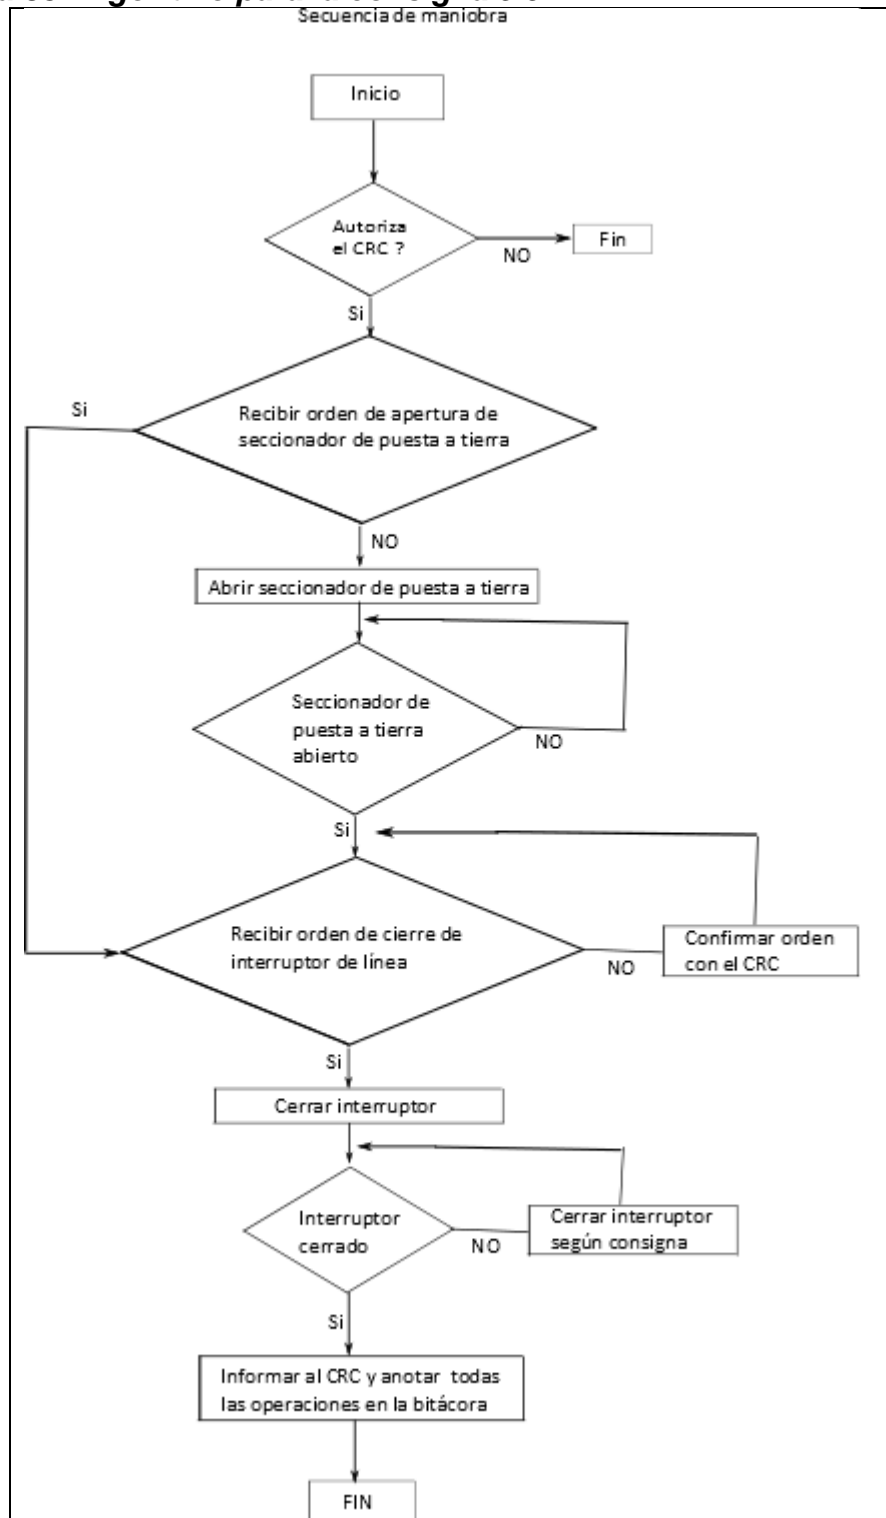 Secuencia de maniobra
Inicio
Autoriza
el CRC ?
NO
Fin
Si
Si
Recibir orden de apertura de
seccionador de puesta a tierra
NO
Abrir seccionador de puesta a tierra
Seccionador de
puesta a tierra
abierto
NO
Si
Recibir orden de cierre de
interruptor de línea
NO
Confirmar orden
con el CRC
Si
Cerrar interruptor
Interruptor
cerrado
NO
Cerrar interruptor
según consigna
Si
Informar al CRC y anotar todas
las operaciones en la bitácora
FIN